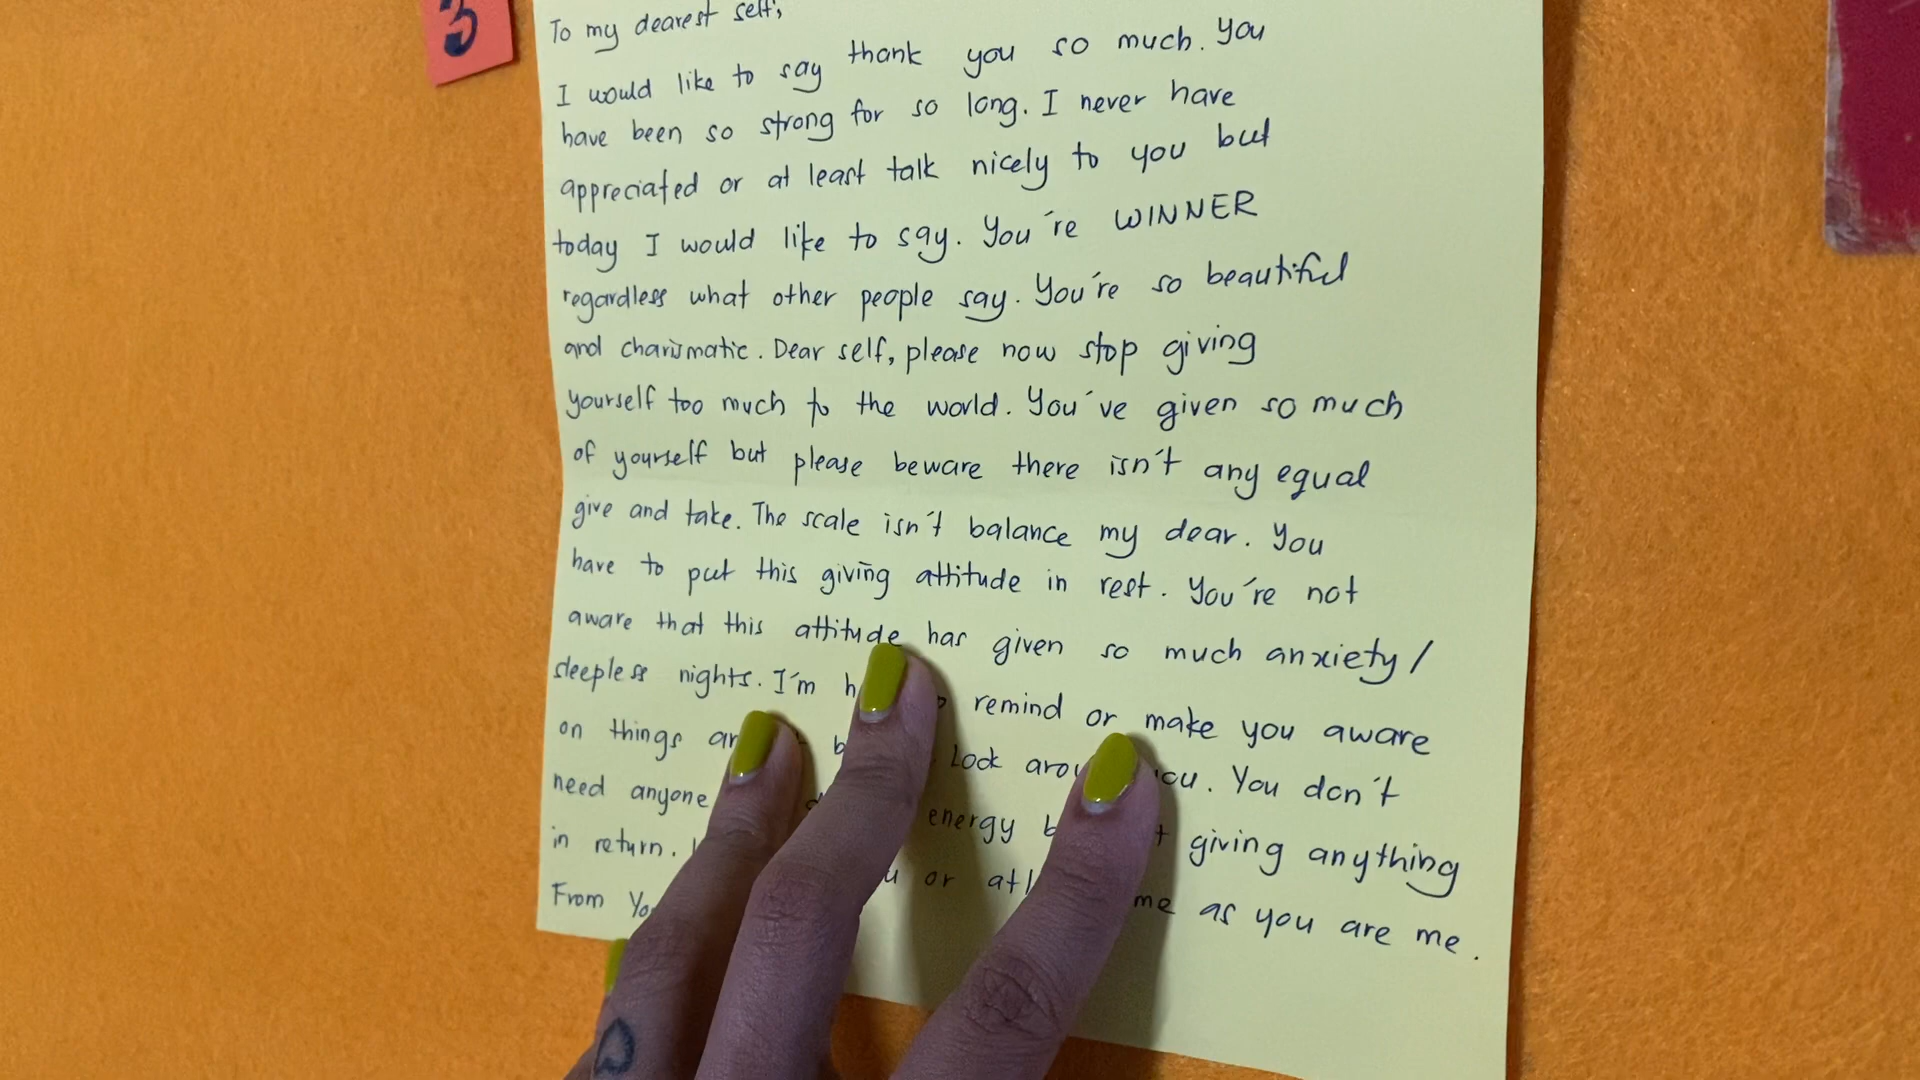 3
To my dearest self,
I would like to say thank you so much. You
have been so strong for so long. I never have
appreciated or at least talk nicely to you but
today I would like to say. You're WINNER
regardless what other people say. You're so beautiful
and charismatic. Dear self, please now stop giving
yourself too much to the world. You've given so much
of yourself but please beware there isn't any equal
give and take. The scale isn't balance my dear. You
have to put this giving attitude in rest. You're not
aware that this attitude has given so much anxiety/
sleepless nights. I'm remind or make you aware
on things Look around you. You don't
need anyone energy giving anything
in return. or as you are me.
From